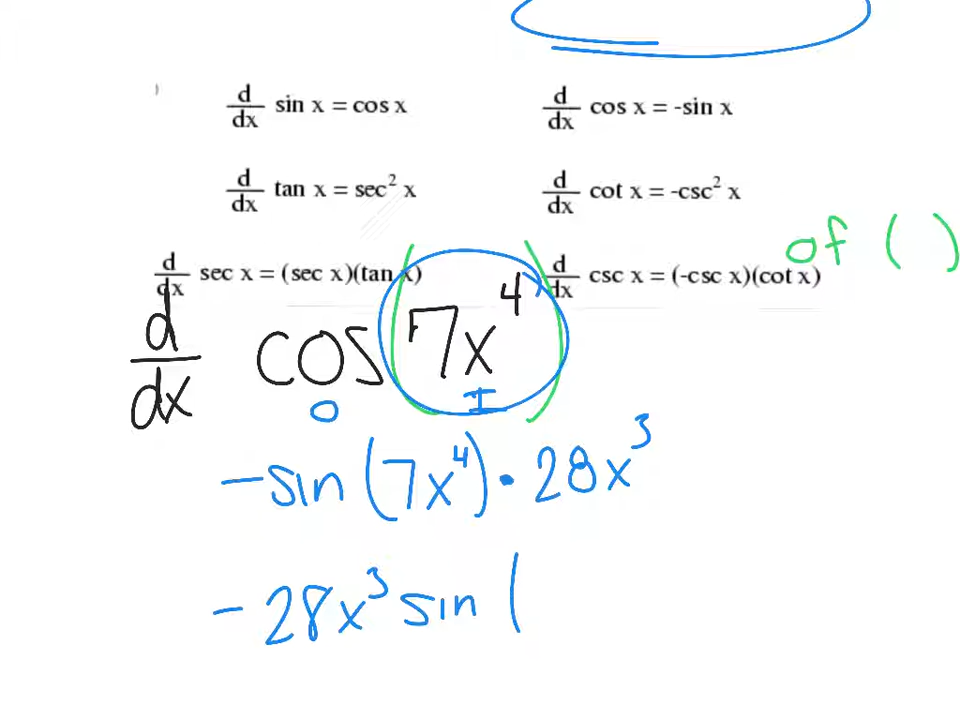 d/dx sin x = cos x d/dx cos x = -sin x
d/dx tan x = sec² x d/dx cot x = -csc² x
of ( )
d/dx sec x = (sec x)(tan x) d/dx csc x = (-csc x)(cot x)
d/dx cos (7x⁴)
O I
-sin (7x⁴) · 28x³
-28x³ sin (